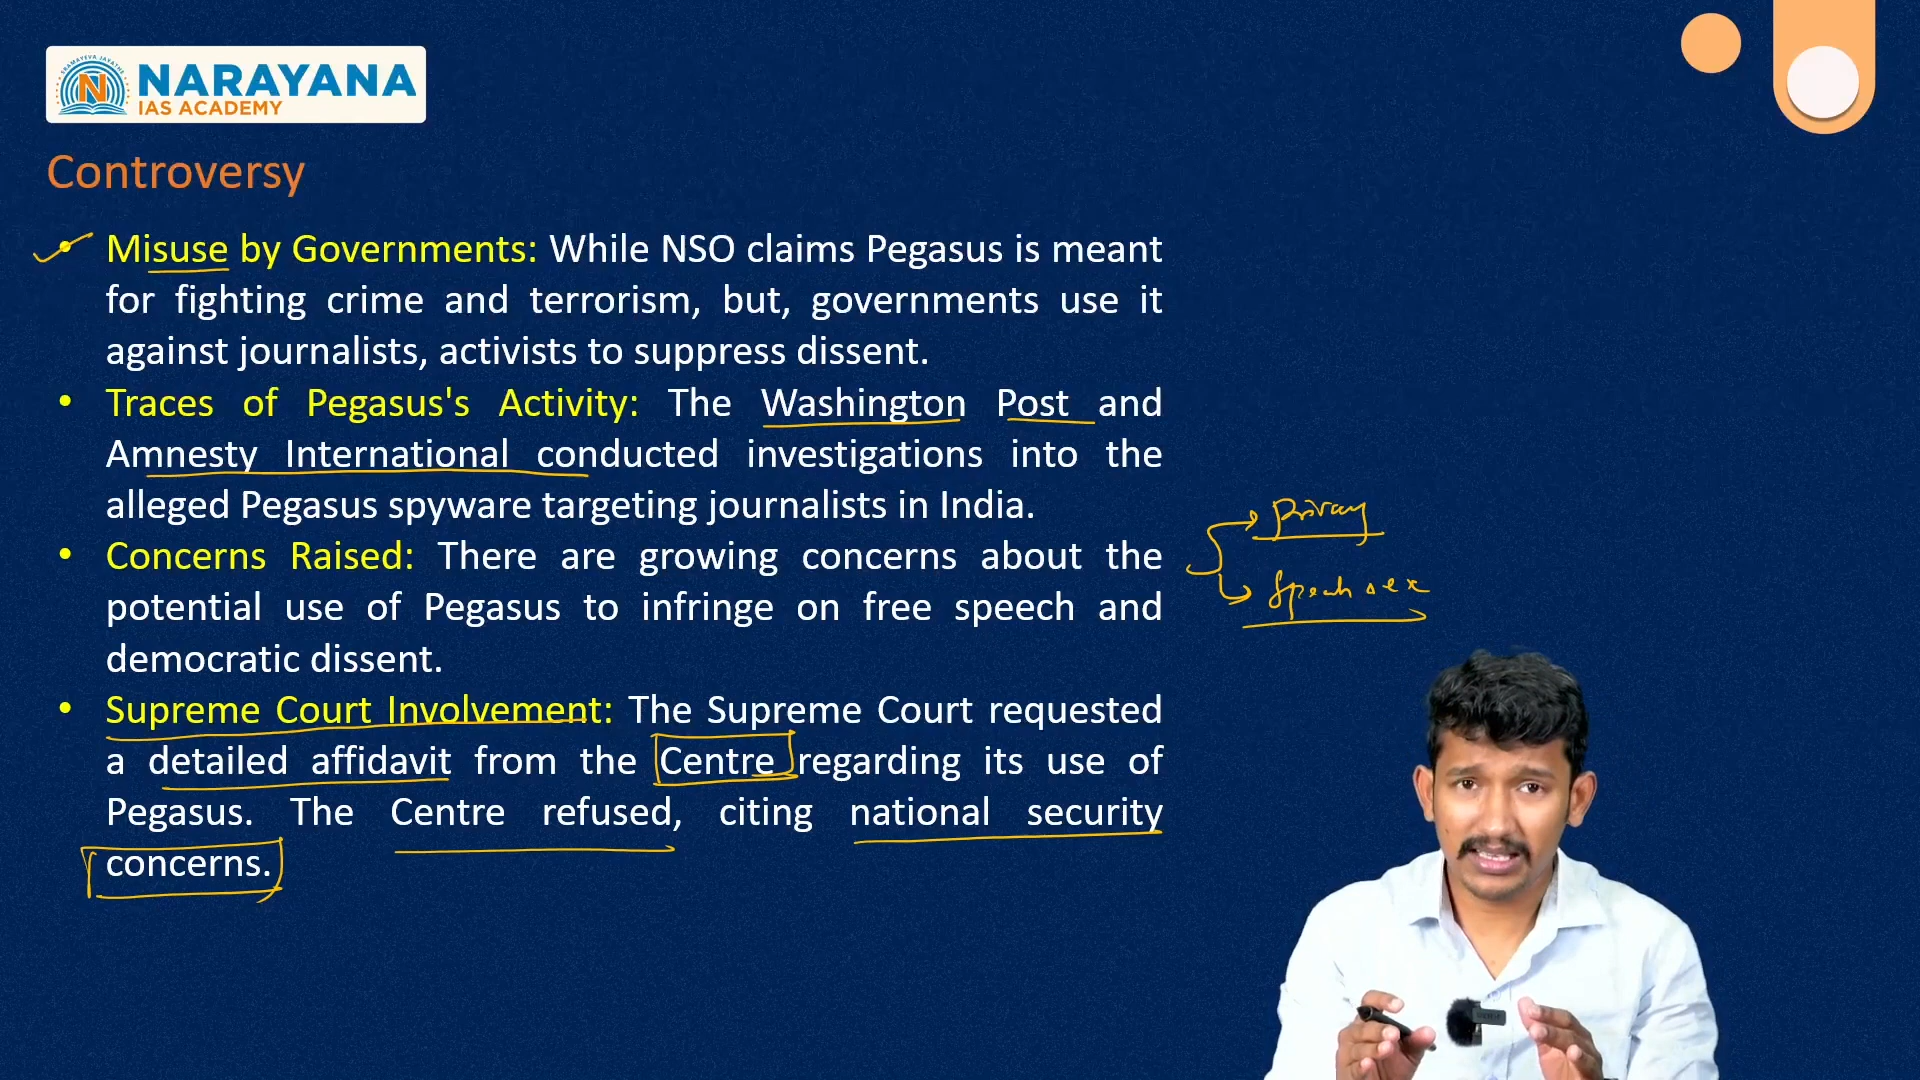 SRAMAYEVA JAYATHE
N
NARAYANA
IAS ACADEMY
Controversy
• Misuse by Governments: While NSO claims Pegasus is meant
for fighting crime and terrorism, but, governments use it
against journalists, activists to suppress dissent.
• Traces of Pegasus's Activity: The Washington Post and
Amnesty International conducted investigations into the
alleged Pegasus spyware targeting journalists in India.
• Concerns Raised: There are growing concerns about the
potential use of Pegasus to infringe on free speech and
democratic dissent.
• Supreme Court Involvement: The Supreme Court requested
a detailed affidavit from the Centre regarding its use of
Pegasus. The Centre refused, citing national security
concerns.
Privacy
Speech